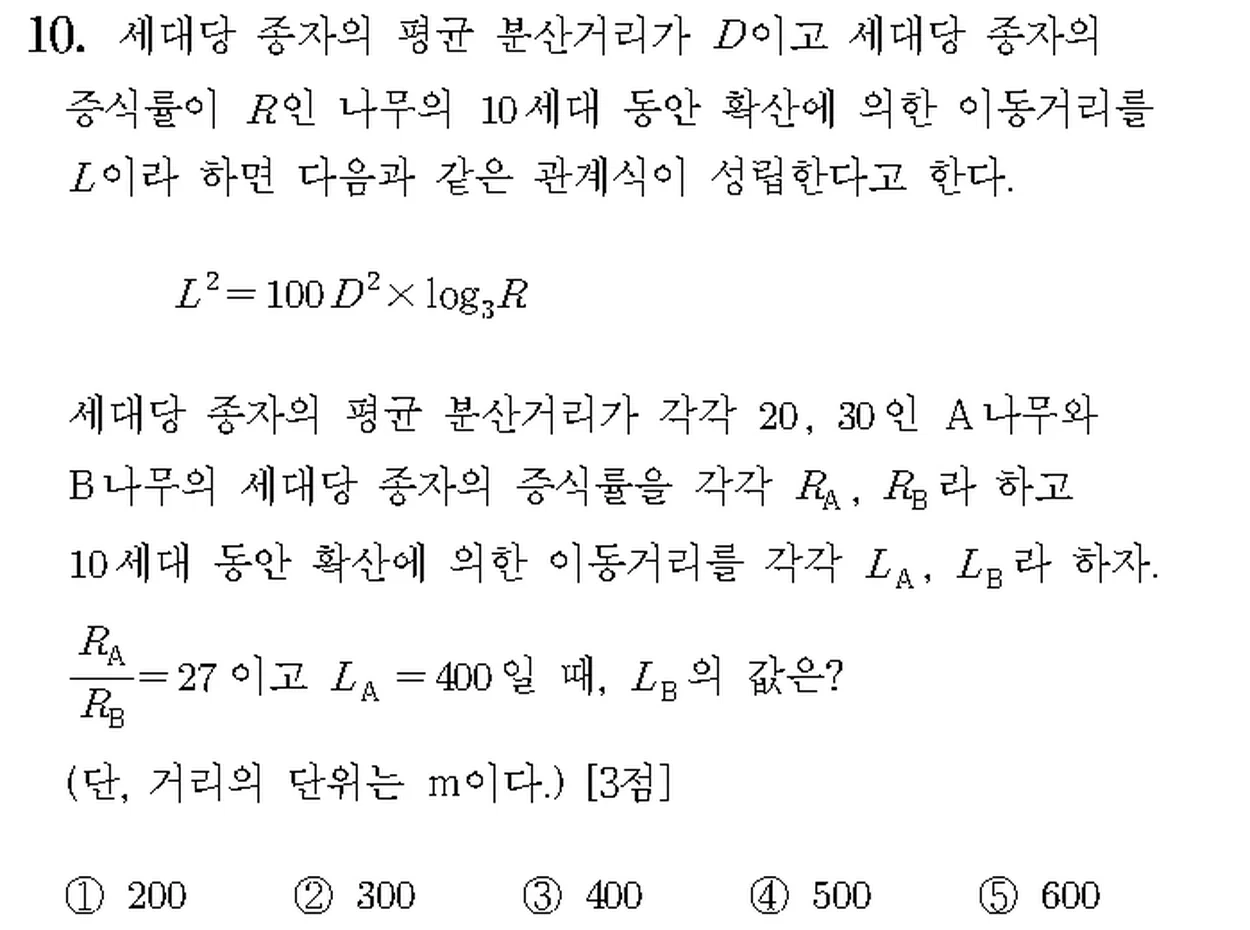 10. 세대당 종자의 평균 분산거리가 D이고 세대당 종자의
증식률이 R인 나무의 10세대 동안 확산에 의한 이동거리를
L이라 하면 다음과 같은 관계식이 성립한다고 한다.
L² = 100D² × log₃R
세대당 종자의 평균 분산거리가 각각 20, 30인 A나무와
B나무의 세대당 종자의 증식률을 각각 R_A, R_B라 하고
10세대 동안 확산에 의한 이동거리를 각각 L_A, L_B라 하자.
R_A/R_B = 27이고 L_A = 400일 때, L_B의 값은?
(단, 거리의 단위는 m이다.) [3점]
① 200 ② 300 ③ 400 ④ 500 ⑤ 600